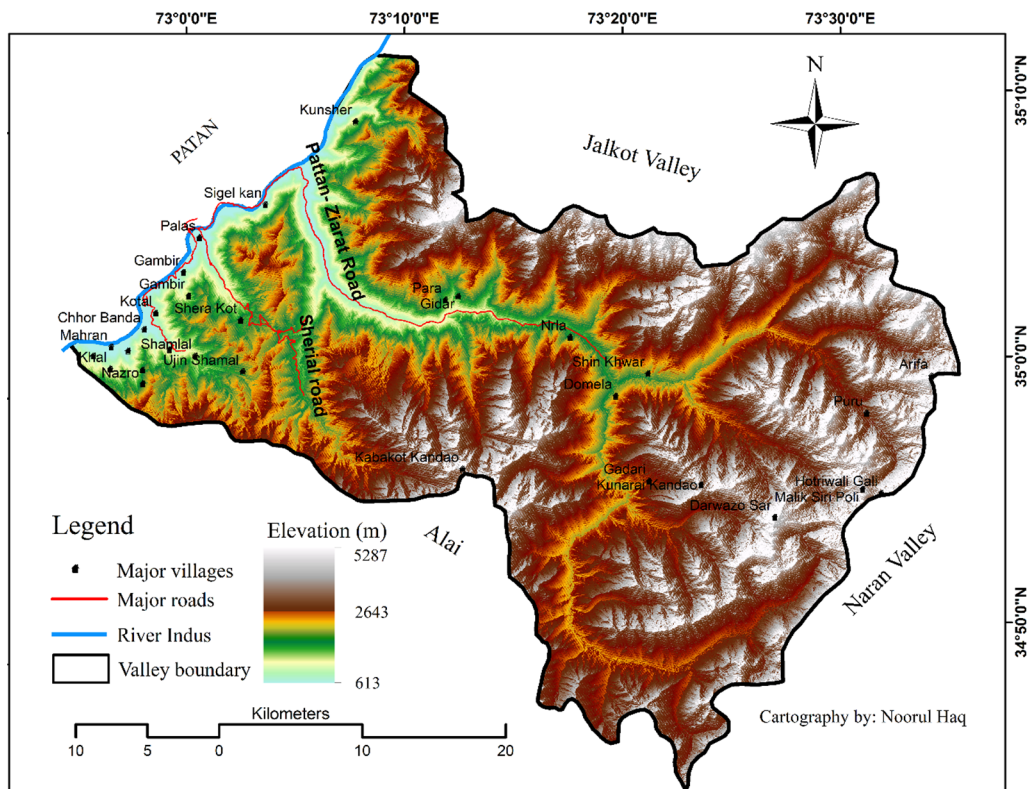 73°0'0"E
73°10'0"E
73°20'0"E
73°30'0"E
35°10'0"N
35°0'0"N
34°50'0"N
N
PATAN
Jalkot Valley
Kunsher
Pattan- Ziarat Road
Sigel kan
Palas
Gambir
Gambir
Kotal
Shera Kot
Chhor Banda
Mahran
Shamlal
Khal
Ujin Shamal
Nazro
Sherial road
Para
Gidar
Nrla
Shin Khwar
Domela
Arifa
Puru
Kabakot Kandao
Gadari
Kunarai Kandao
Hotriwali Gali
Malik Siri Poli
Darwazo Sar
Alai
Naran Valley
Legend
Major villages
Major roads
River Indus
Valley boundary
Elevation (m)
5287
2643
613
Kilometers
10 5 0 10 20
Cartography by: Noorul Haq